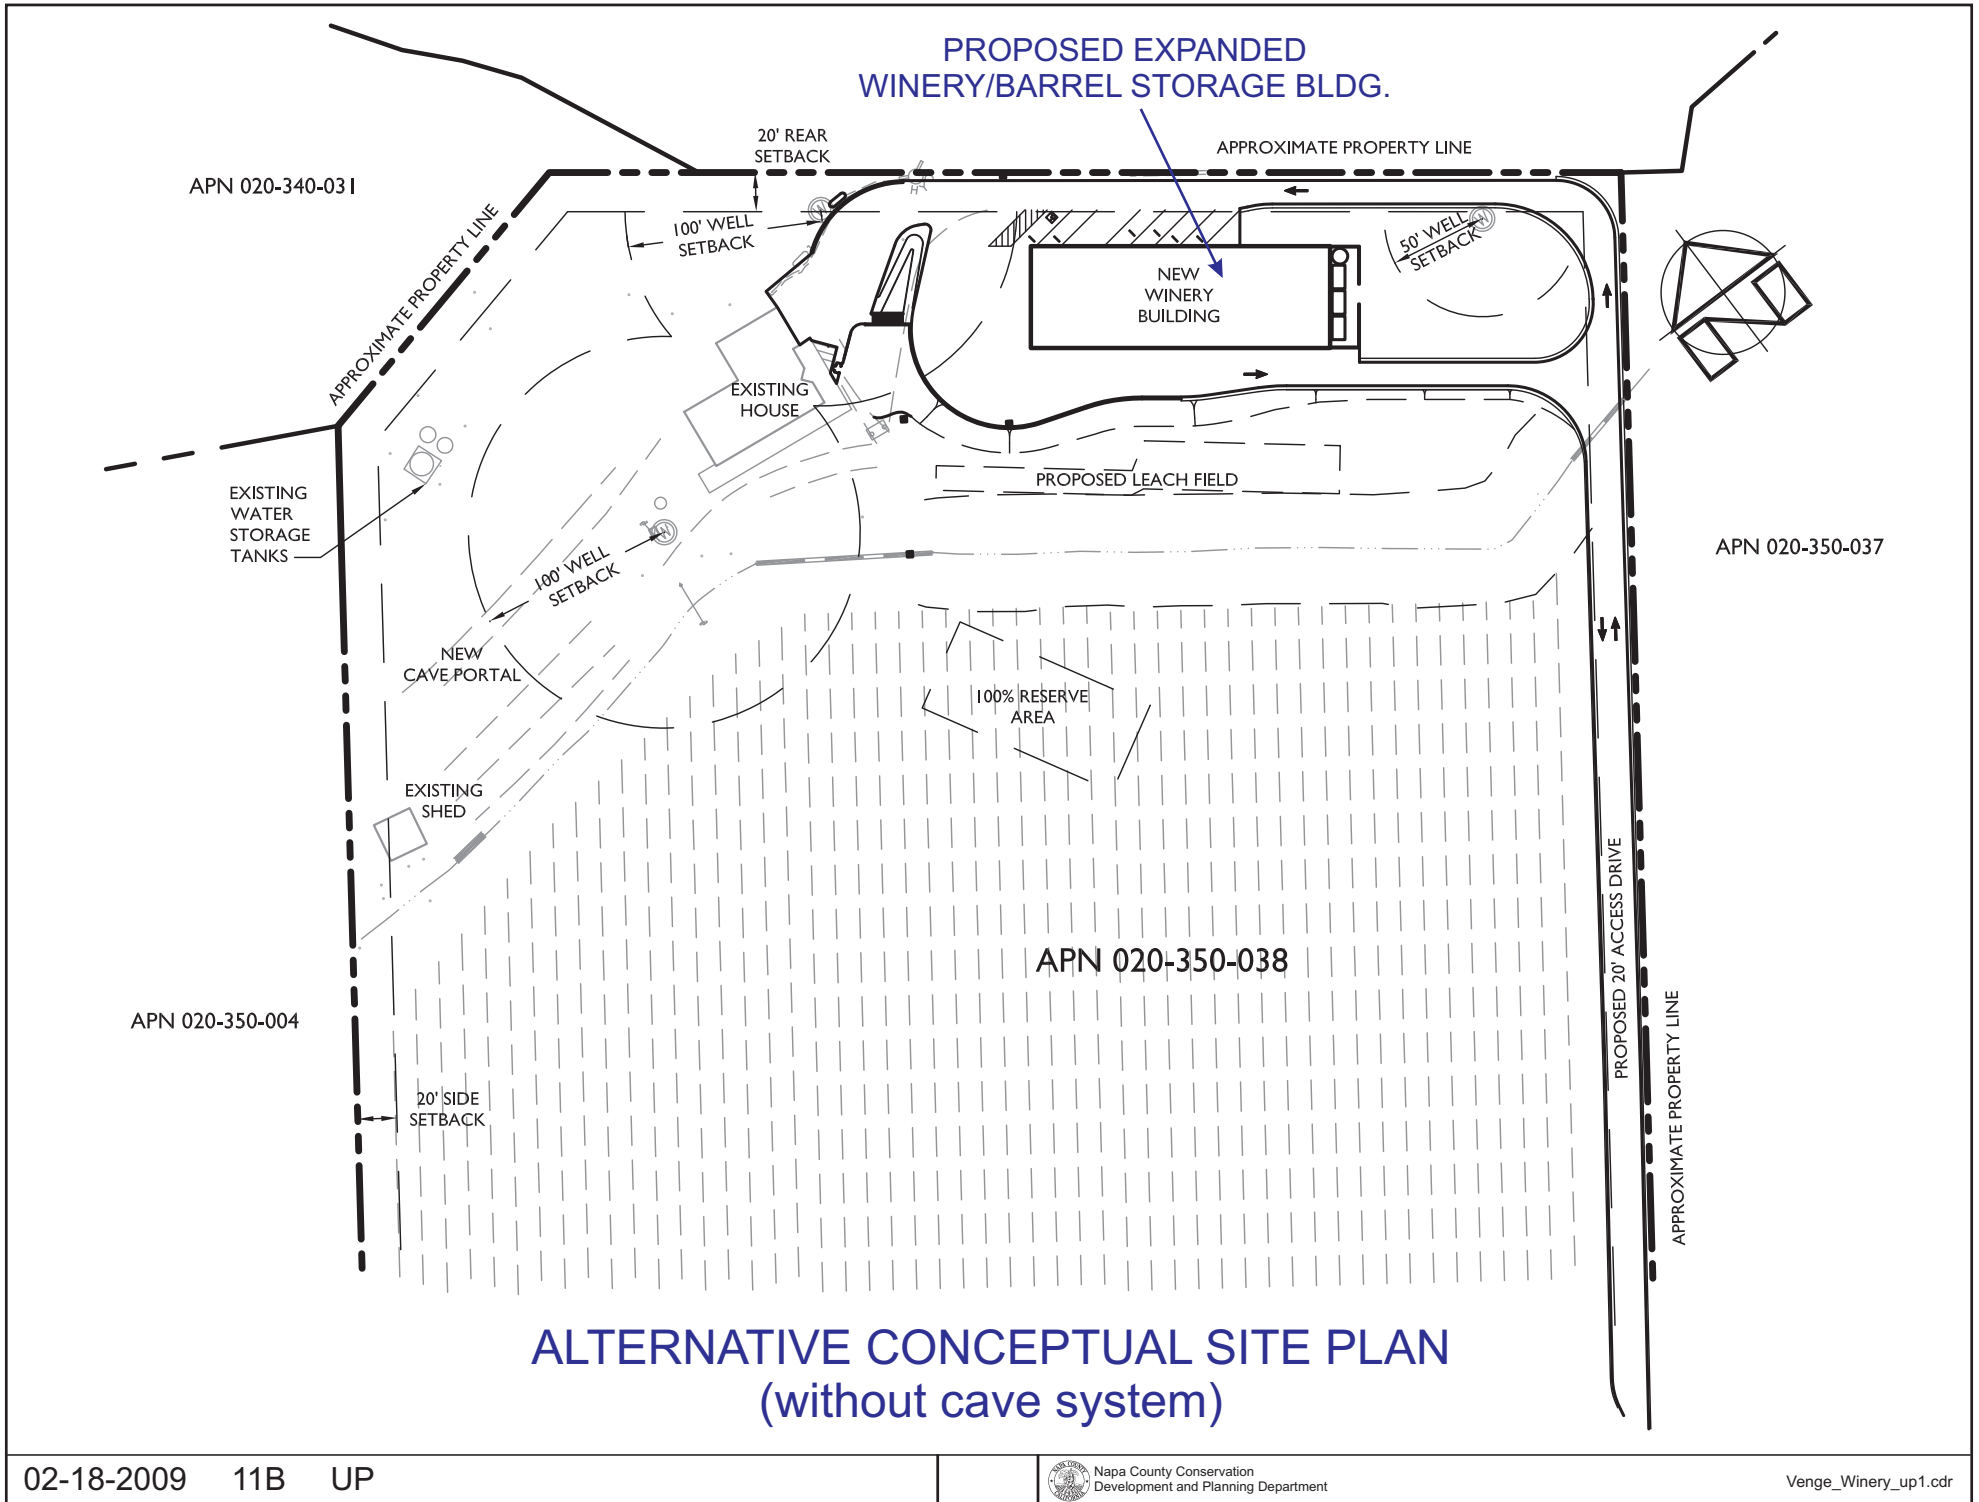 PROPOSED EXPANDED
WINERY/BARREL STORAGE BLDG.
20' REAR
SETBACK
APPROXIMATE PROPERTY LINE
APN 020-340-031
APPROXIMATE PROPERTY LINE
100' WELL
SETBACK
W
50' WELL
SETBACK
W
NEW
WINERY
BUILDING
EXISTING
HOUSE
EXISTING
WATER
STORAGE
TANKS
PROPOSED LEACH FIELD
W
100' WELL
SETBACK
APN 020-350-037
NEW
CAVE PORTAL
100% RESERVE
AREA
EXISTING
SHED
APN 020-350-038
PROPOSED 20' ACCESS DRIVE
APPROXIMATE PROPERTY LINE
APN 020-350-004
20' SIDE
SETBACK
ALTERNATIVE CONCEPTUAL SITE PLAN
(without cave system)
02-18-2009 11B UP
Napa County Conservation
Development and Planning Department
Venge_Winery_up1.cdr